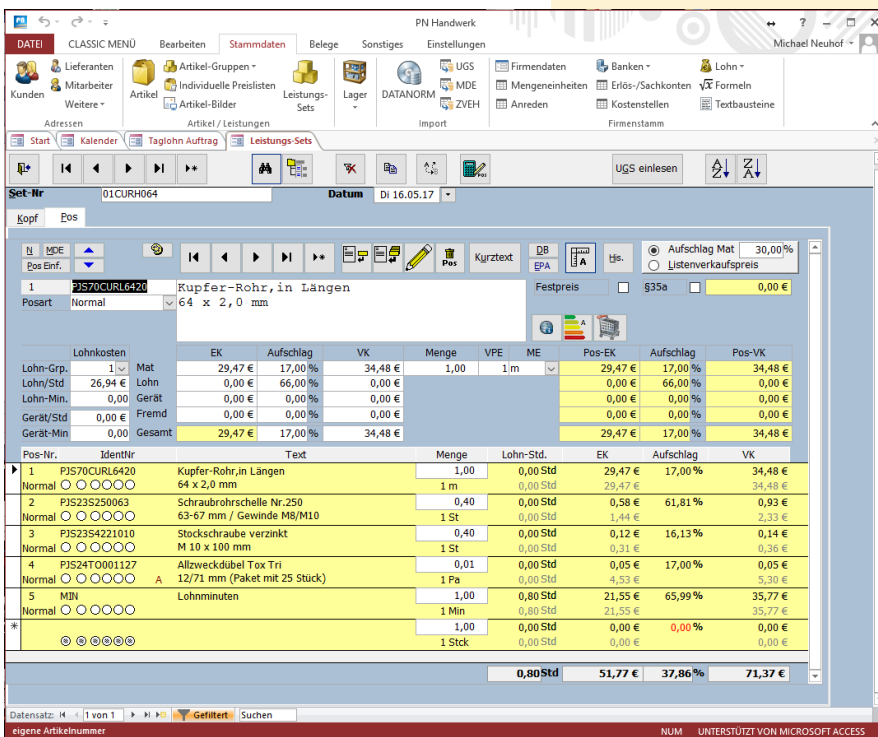 PN Handwerk
DATEI CLASSIC MENÜ Bearbeiten Stammdaten Belege Sonstiges Einstellungen Michael Neuhof
Kunden
Lieferanten
Mitarbeiter
Weitere
Adressen
Artikel
Artikel-Gruppen
Individuelle Preislisten
Artikel-Bilder
Leistungs-Sets
Artikel / Leistungen
Lager
DATANORM
UGS
MDE
ZVEH
Import
Firmendaten
Mengeneinheiten
Anreden
Banken
Erlös-/Sachkonten
Kostenstellen
Lohn
Formeln
Textbausteine
Firmenstamm
Start Kalender Taglohn Auftrag Leistungs-Sets
UGS einlesen
Set-Nr 01CURH064 Datum Di 16.05.17
Kopf Pos
N MDE
Pos Einf.
Pos Kurztext DB EPA His.
Aufschlag Mat 30,00%
Listenverkaufspreis
1 PJS70CURL6420 Kupfer-Rohr,in Längen Festpreis §35a 0,00 €
Posart Normal 64 x 2,0 mm
Lohnkosten EK Aufschlag VK Menge VPE ME Pos-EK Aufschlag Pos-VK
Lohn-Grp. 1 Mat 29,47 € 17,00 % 34,48 € 1,00 1 m 29,47 € 17,00 % 34,48 €
Lohn/Std 26,94 € Lohn 0,00 € 66,00 % 0,00 € 0,00 € 66,00 % 0,00 €
Lohn-Min. 0,00 Gerät 0,00 € 0,00 % 0,00 € 0,00 € 0,00 % 0,00 €
Gerät/Std 0,00 € Fremd 0,00 € 0,00 % 0,00 € 0,00 € 0,00 % 0,00 €
Gerät-Min 0,00 Gesamt 29,47 € 17,00 % 34,48 € 29,47 € 17,00 % 34,48 €
Pos-Nr. IdentNr Text Menge Lohn-Std. EK Aufschlag VK
1 PJS70CURL6420 Kupfer-Rohr,in Längen 1,00 0,00 Std 29,47 € 17,00 % 34,48 €
Normal 64 x 2,0 mm 1 m 0,00 Std 29,47 € 34,48 €
2 PJS23S250063 Schraubrohrschelle Nr.250 0,40 0,00 Std 0,58 € 61,81 % 0,93 €
Normal 63-67 mm / Gewinde M8/M10 1 St 0,00 Std 1,44 € 2,33 €
3 PJS23S4221010 Stockschraube verzinkt 0,40 0,00 Std 0,12 € 16,13 % 0,14 €
Normal M 10 x 100 mm 1 St 0,00 Std 0,31 € 0,36 €
4 PJS24TO001127 Allzweckdübel Tox Tri 0,01 0,00 Std 0,05 € 17,00 % 0,05 €
Normal A 12/71 mm (Paket mit 25 Stück) 1 Pa 0,00 Std 4,53 € 5,30 €
5 MIN Lohnminuten 1,00 0,80 Std 21,55 € 65,99 % 35,77 €
Normal 1 Min 0,80 Std 21,55 € 35,77 €
1,00 0,00 Std 0,00 € 0,00 % 0,00 €
1 Stck 0,00 Std 0,00 € 0,00 €
0,80 Std 51,77 € 37,86 % 71,37 €
Datensatz: 1 von 1 Gefiltert Suchen
eigene Artikelnummer NUM UNTERSTÜTZT VON MICROSOFT ACCESS